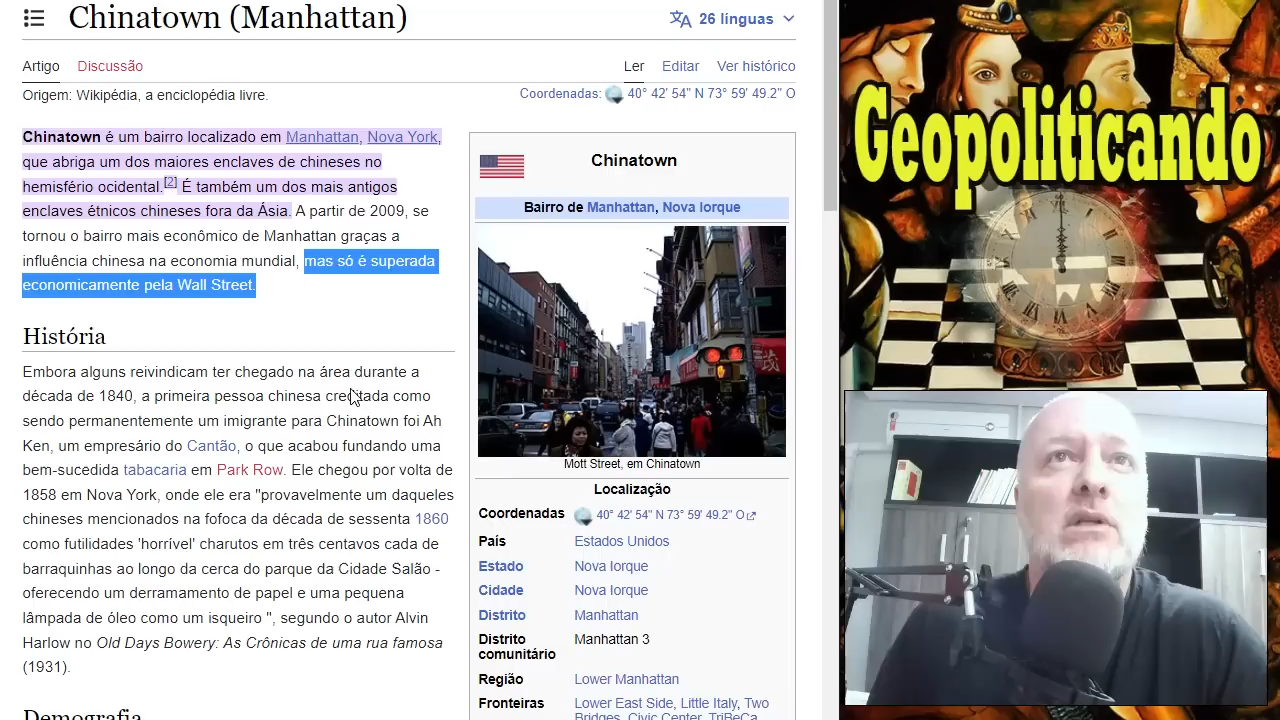 Chinatown (Manhattan)
26 línguas
Artigo
Discussão
Ler
Editar
Ver histórico
Origem: Wikipédia, a enciclopédia livre.
Coordenadas: 40° 42' 54" N 73° 59' 49.2" O
Chinatown é um bairro localizado em Manhattan, Nova York,
que abriga um dos maiores enclaves de chineses no
hemisfério ocidental.[2] É também um dos mais antigos
enclaves étnicos chineses fora da Ásia. A partir de 2009, se
tornou o bairro mais econômico de Manhattan graças a
influência chinesa na economia mundial, mas só é superada
economicamente pela Wall Street.
História
Embora alguns reivindicam ter chegado na área durante a
década de 1840, a primeira pessoa chinesa creditada como
sendo permanentemente um imigrante para Chinatown foi Ah
Ken, um empresário do Cantão, o que acabou fundando uma
bem-sucedida tabacaria em Park Row. Ele chegou por volta de
1858 em Nova York, onde ele era "provavelmente um daqueles
chineses mencionados na fofoca da década de sessenta 1860
como futilidades 'horrível' charutos em três centavos cada de
barraquinhas ao longo da cerca do parque da Cidade Salão -
oferecendo um derramamento de papel e uma pequena
lâmpada de óleo como um isqueiro ", segundo o autor Alvin
Harlow no Old Days Bowery: As Crônicas de uma rua famosa
(1931).
Demografia
Chinatown
Bairro de Manhattan, Nova Iorque
Mott Street, em Chinatown
Localização
Coordenadas 40° 42' 54" N 73° 59' 49.2" O
País Estados Unidos
Estado Nova Iorque
Cidade Nova Iorque
Distrito Manhattan
Distrito comunitário Manhattan 3
Região Lower Manhattan
Fronteiras Lower East Side, Little Italy, Two
Bridges, Civic Center, TriBeCa
Geopoliticando